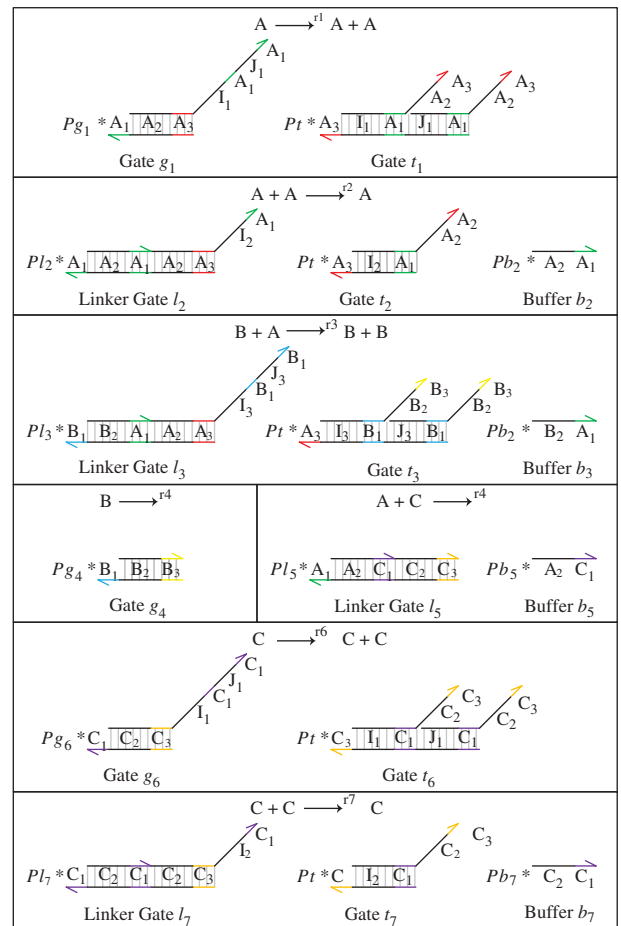 A ⟶ r1 A + A
A1
J1
A1
I1
A3 A3
A2 A2
Pg1 * A1 A2 A3
Pt * A3 I1 A1 J1 A1
Gate g1 Gate t1
A + A ⟶ r2 A
A1
I2
A2
A2
Pl2 * A1 A2 A1 A2 A3
Pt * A3 I2 A1
Pb2 * A2 A1
Linker Gate l2 Gate t2 Buffer b2
B + A ⟶ r3 B + B
B1
J3
B1
I3
B3 B3
B2 B2
Pl3 * B1 B2 A1 A2 A3
Pt * A3 I3 B1 J3 B1
Pb2 * B2 A1
Linker Gate l3 Gate t3 Buffer b3
B ⟶ r4
Pg4 * B1 B2 B3
Gate g4
A + C ⟶ r4
Pl5 * A1 A2 C1 C2 C3
Pb5 * A2 C1
Linker Gate l5 Buffer b5
C ⟶ r6 C + C
C1
J1
C1
I1
C3 C3
C2 C2
Pg6 * C1 C2 C3
Pt * C3 I1 C1 J1 C1
Gate g6 Gate t6
C + C ⟶ r7 C
C1
I2
C3
C2
Pl7 * C1 C2 C1 C2 C3
Pt * C I2 C1
Pb7 * C2 C1
Linker Gate l7 Gate t7 Buffer b7